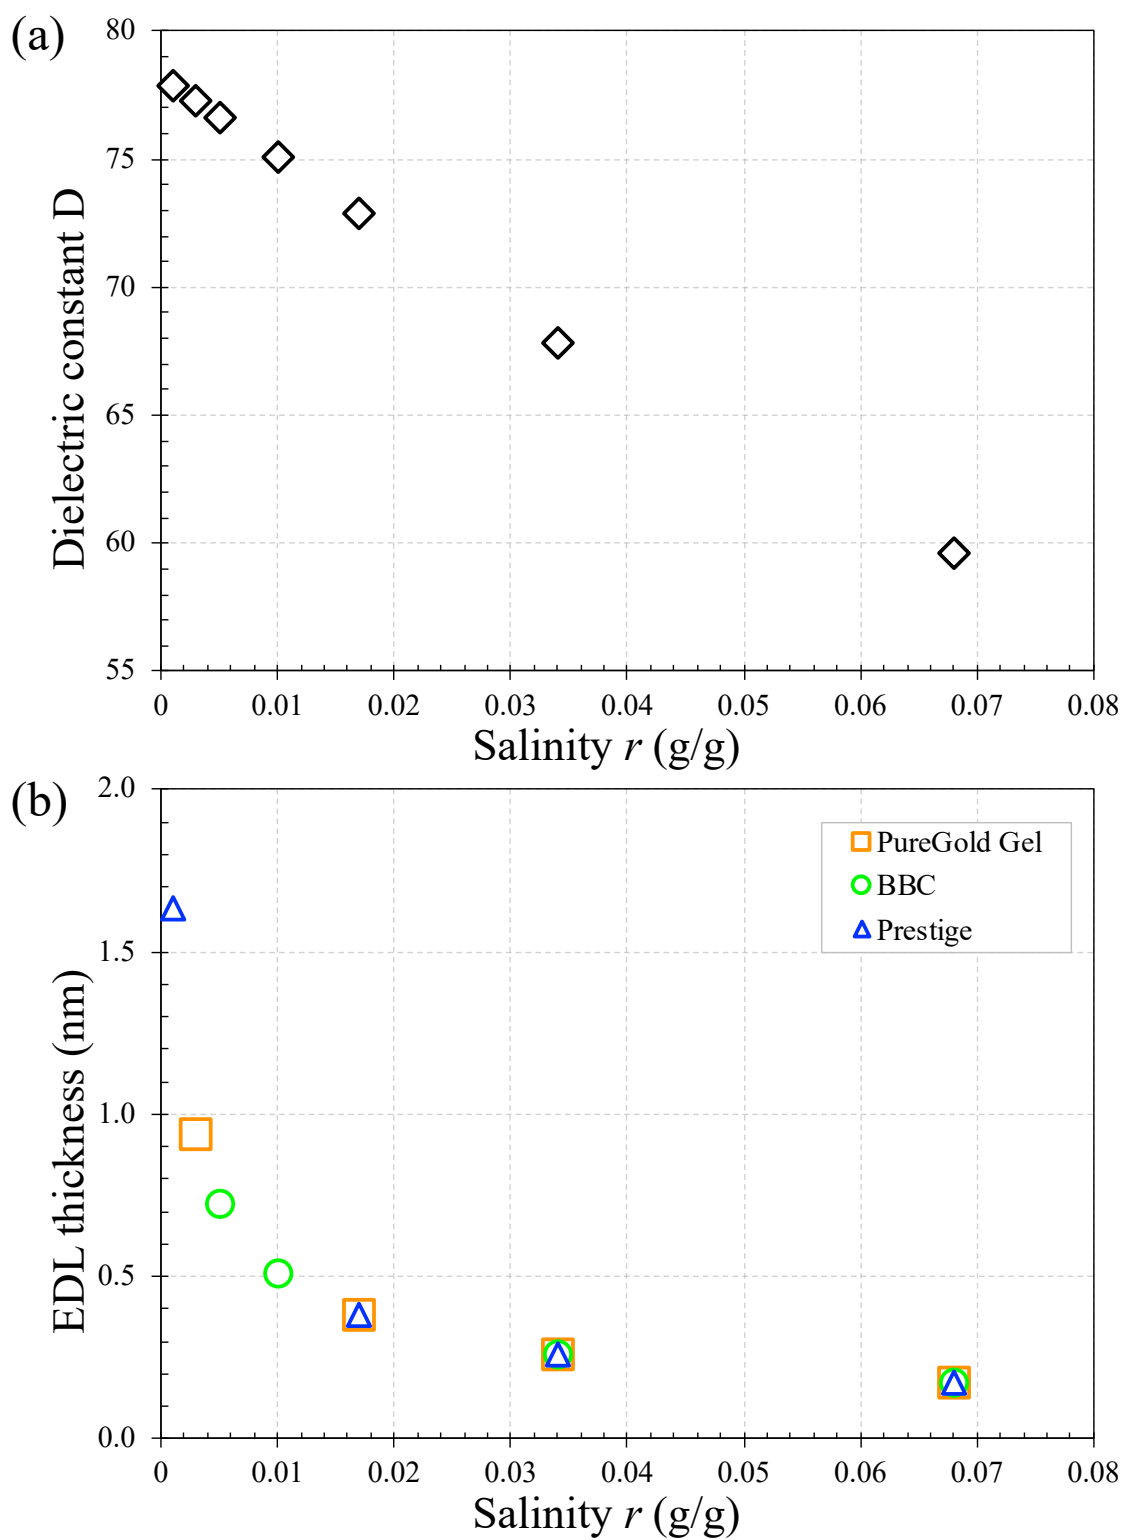 (a)
Dielectric constant D
80
75
70
65
60
55
0 0.01 0.02 0.03 0.04 0.05 0.06 0.07 0.08
Salinity r (g/g)
(b)
EDL thickness (nm)
2.0
1.5
1.0
0.5
0.0
PureGold Gel
BBC
Prestige
0 0.01 0.02 0.03 0.04 0.05 0.06 0.07 0.08
Salinity r (g/g)